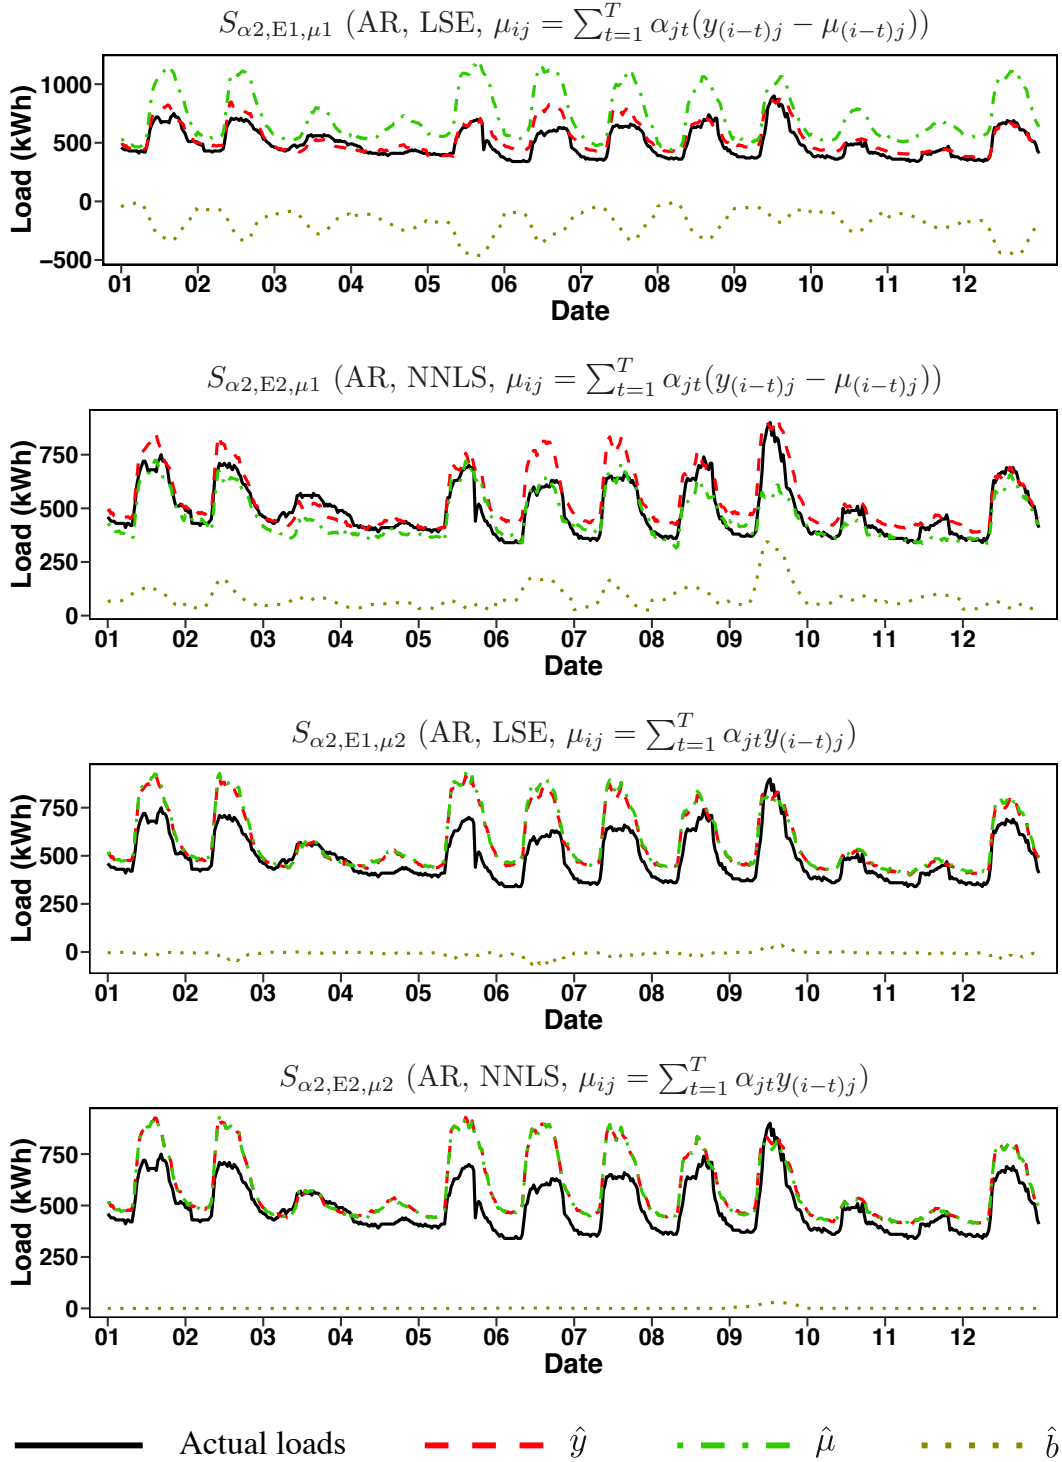 S_{α2,E1,μ1} (AR, LSE, μ_{ij} = ∑_{t=1}^{T} α_{jt}(y_{(i−t)j} − μ_{(i−t)j}))
Load (kWh)
1000
500
0
−500
01 02 03 04 05 06 07 08 09 10 11 12
Date
S_{α2,E2,μ1} (AR, NNLS, μ_{ij} = ∑_{t=1}^{T} α_{jt}(y_{(i−t)j} − μ_{(i−t)j}))
Load (kWh)
750
500
250
0
01 02 03 04 05 06 07 08 09 10 11 12
Date
S_{α2,E1,μ2} (AR, LSE, μ_{ij} = ∑_{t=1}^{T} α_{jt}y_{(i−t)j})
Load (kWh)
750
500
250
0
01 02 03 04 05 06 07 08 09 10 11 12
Date
S_{α2,E2,μ2} (AR, NNLS, μ_{ij} = ∑_{t=1}^{T} α_{jt}y_{(i−t)j})
Load (kWh)
750
500
250
0
01 02 03 04 05 06 07 08 09 10 11 12
Date
Actual loads ŷ μ̂ b̂